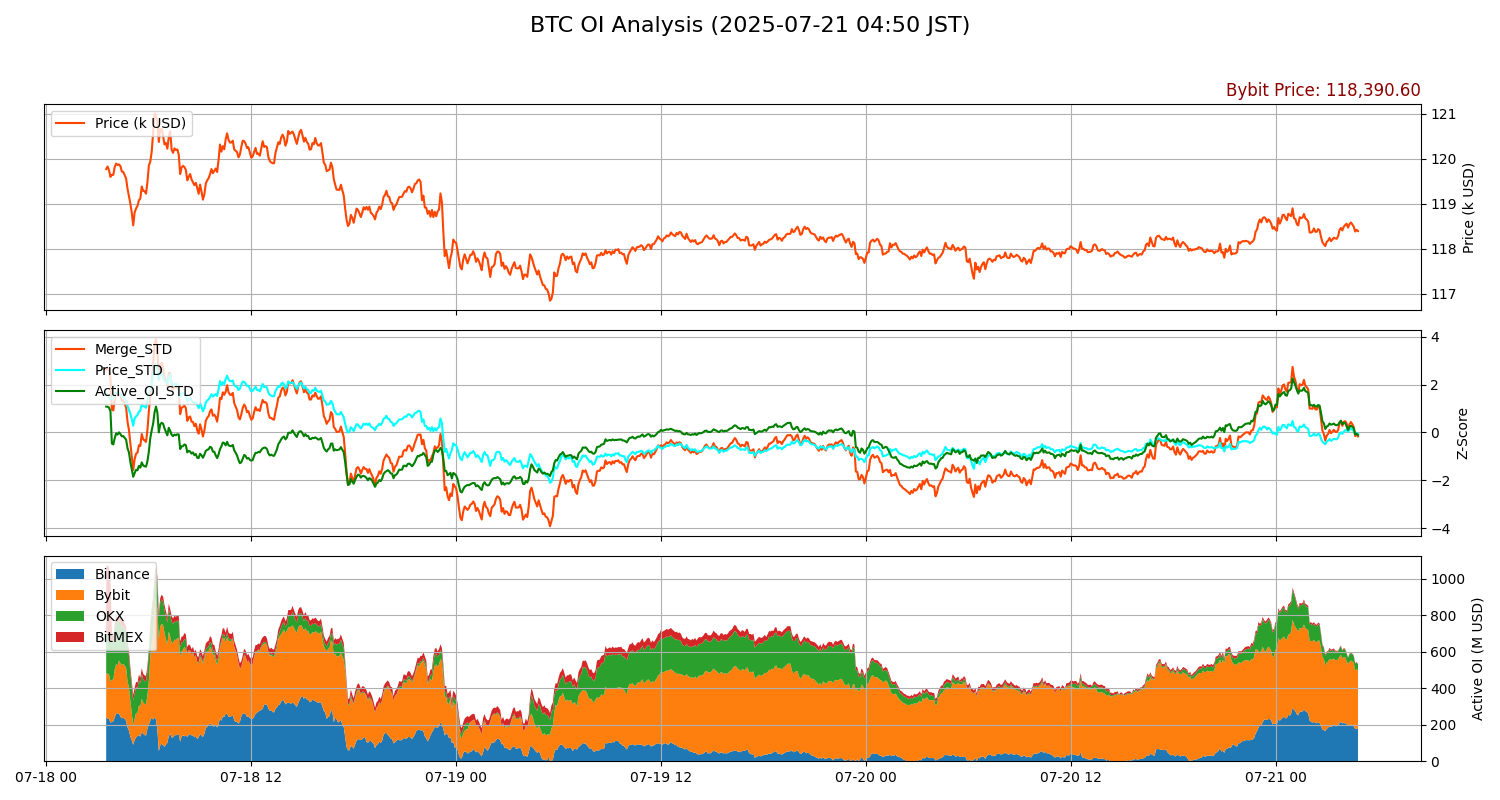 BTC OI Analysis (2025-07-21 04:50 JST)
Bybit Price: 118,390.60
Price (k USD)
121
120
119
118
117
Price (k USD)
Merge_STD
Price_STD
Active_OI_STD
4
2
0
−2
−4
Z-Score
Binance
Bybit
OKX
BitMEX
1000
800
600
400
200
0
Active OI (M USD)
07-18 00
07-18 12
07-19 00
07-19 12
07-20 00
07-20 12
07-21 00